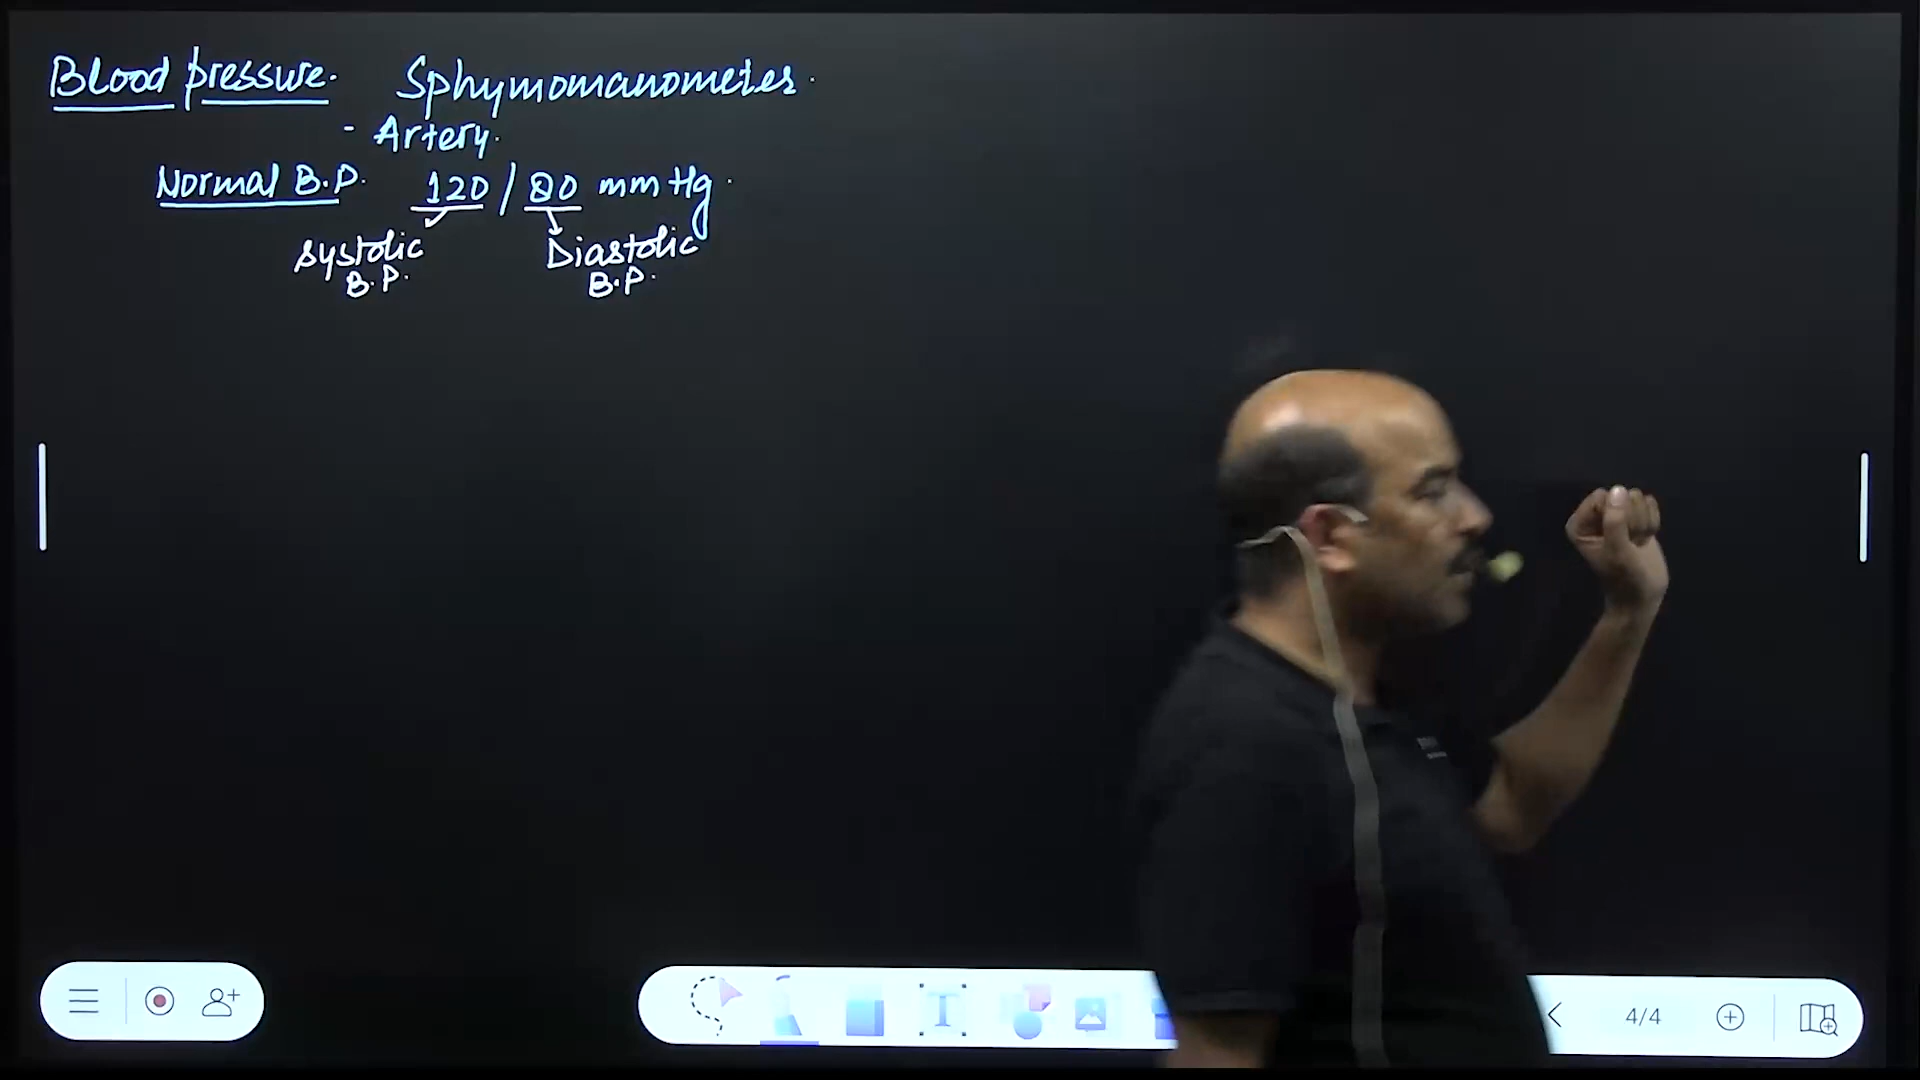 Blood pressure. Sphymomanometer.
- Artery.
Normal B.P. 120 / 80 mm Hg.
Systolic B.P. Diastolic B.P.
T
4/4